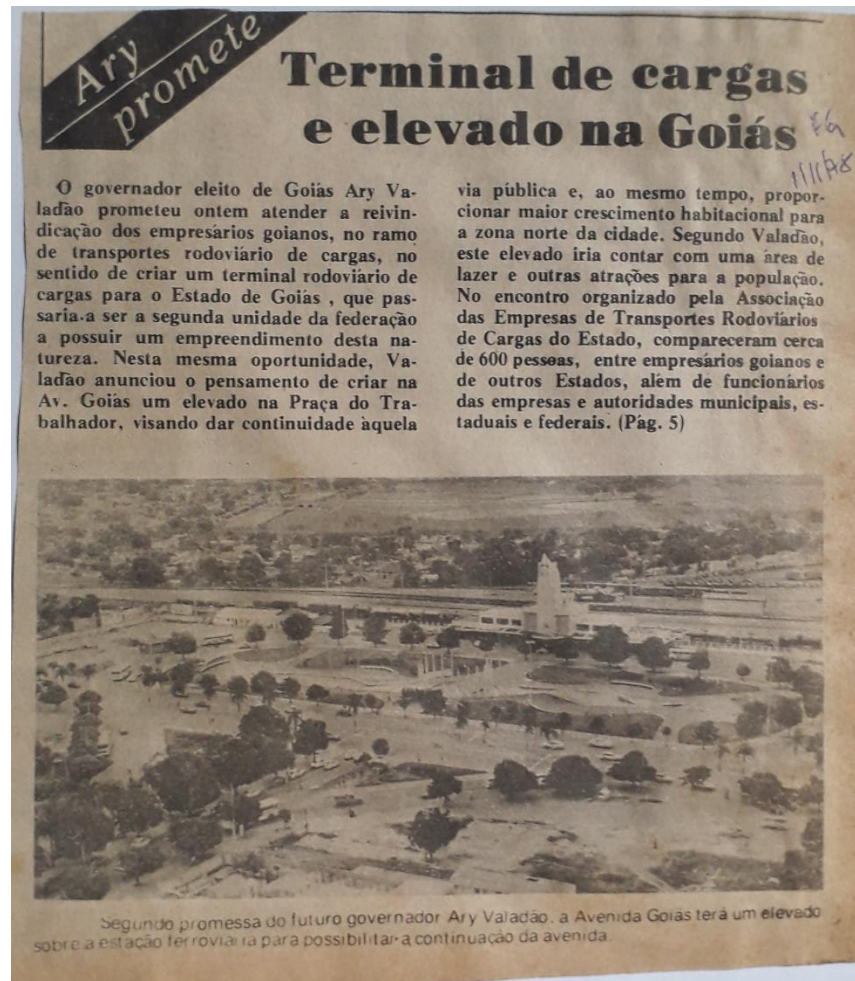 Ary
promete
Terminal de cargas
e elevado na Goiás
O governador eleito de Goiás Ary Va-
ladão prometeu ontem atender a reivin-
dicação dos empresários goianos, no ramo
de transportes rodoviário de cargas, no
sentido de criar um terminal rodoviário de
cargas para o Estado de Goiás , que pas-
saria.a ser a segunda unidade da federação
a possuir um empreendimento desta na-
tureza. Nesta mesma oportunidade, Va-
ladão anunciou o pensamento de criar na
Av. Goiás um elevado na Praça do Tra-
balhador, visando dar continuidade àquela
via pública e, ao mesmo tempo, propor-
cionar maior crescimento habitacional para
a zona norte da cidade. Segundo Valadão,
este elevado iria contar com uma área de
lazer e outras atrações para a população.
No encontro organizado pela Associação
das Empresas de Transportes Rodoviários
de Cargas do Estado, compareceram cerca
de 600 pessoas, entre empresários goianos e
de outros Estados, além de funcionários
das empresas e autoridades municipais, es-
taduais e federais. (Pág. 5)
Segundo promessa do futuro governador Ary Valadão, a Avenida Goiás terá um elevado
sobre a estação ferroviária para possibilitar a continuação da avenida.